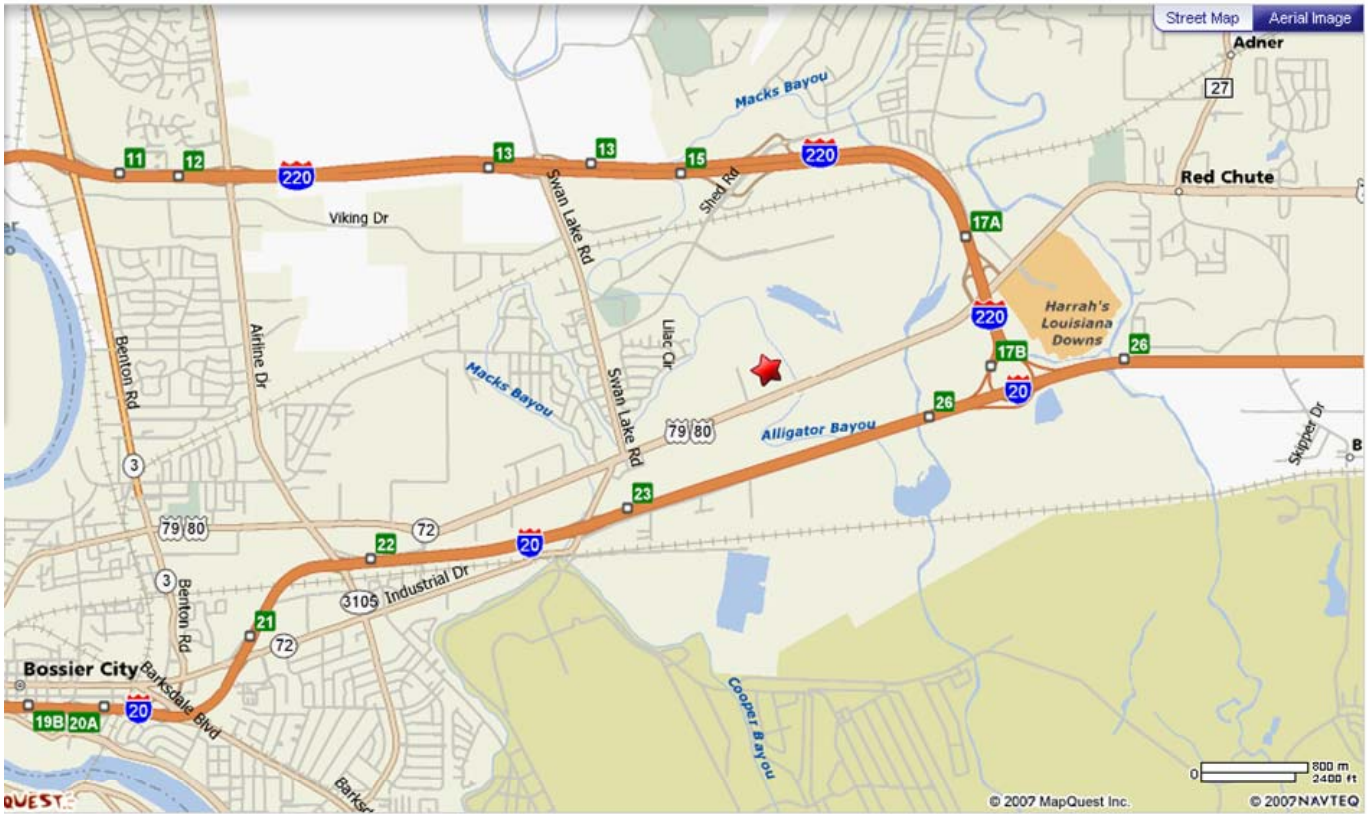 Street Map
Aerial Image
Adner
27
Macks Bayou
11
12
220
13
13
15
220
Shed Rd
Red Chute
Swan Lake Rd
Viking Dr
17A
Harrah's
Louisiana
Downs
220
Benton Rd
Airline Dr
Lilac Cir
17B
26
Macks Bayou
Swan Lake Rd
20
26
79 80
Alligator Bayou
Skipper Dr
B
3
23
79 80
72
22
20
3
Benton Rd
3105
Industrial Dr
21
72
Bossier City
Barksdale Blvd
19B
20A
20
Cooper Bayou
0
800 m
2400 ft
QUEST
© 2007 MapQuest Inc.
© 2007 NAVTEQ